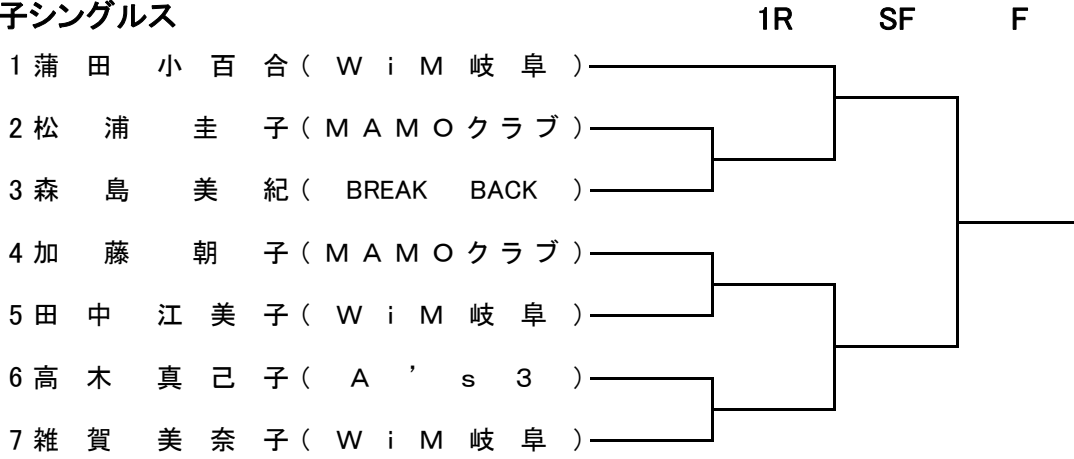 子シングルス 1R SF F
1 蒲田 小百合 ( WiM岐阜 )
2 松浦 圭子 ( MAMOクラブ )
3 森島 美紀 ( BREAK BACK )
4 加藤 朝子 ( MAMOクラブ )
5 田中 江美子 ( WiM岐阜 )
6 高木 真己子 ( A's3 )
7 雑賀 美奈子 ( WiM岐阜 )